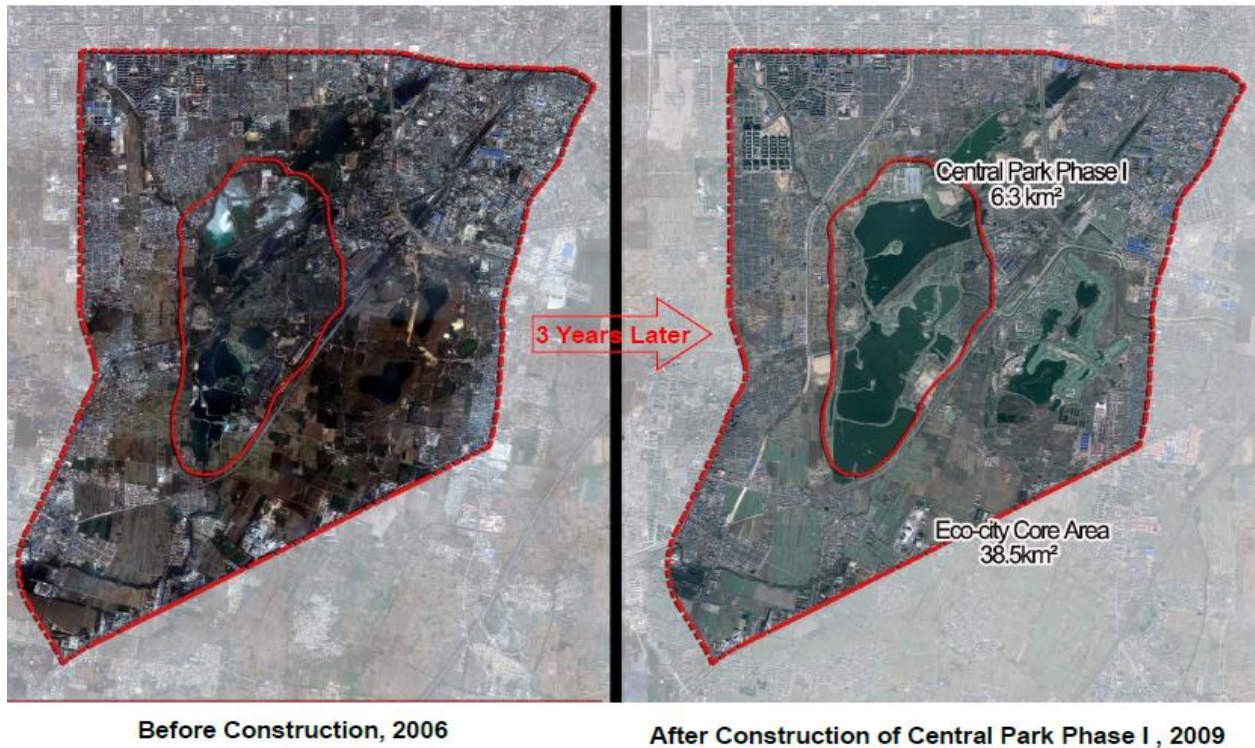 Central Park Phase I
6.3 km²
3 Years Later
Eco-city Core Area
38.5km²
Before Construction, 2006
After Construction of Central Park Phase I , 2009